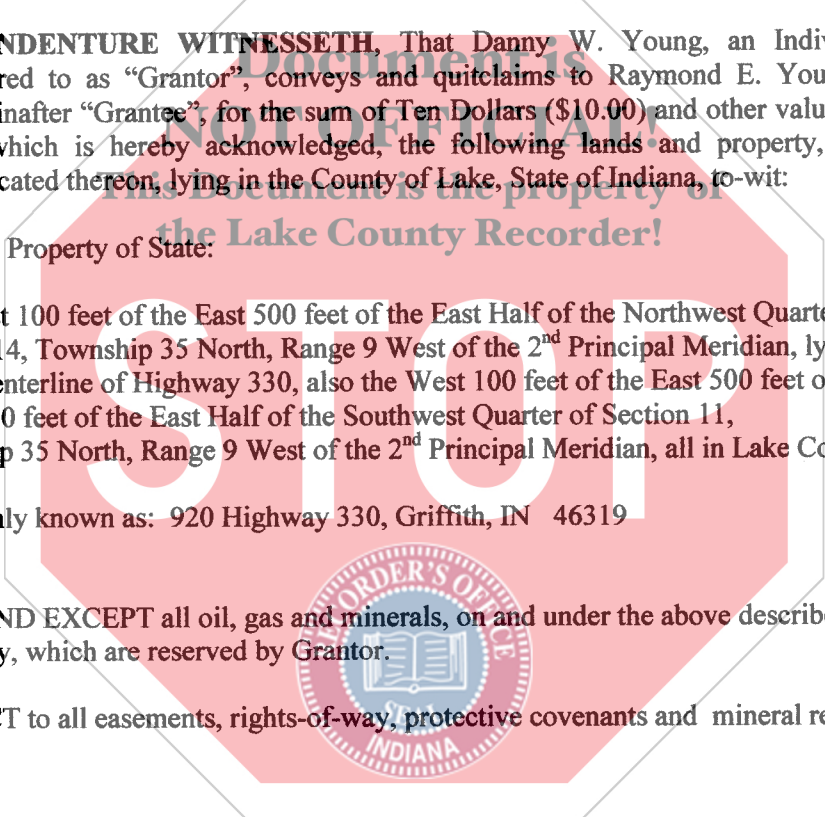 NDENTURE WITNESSETH, That Danny W. Young, an Indiv
red to as “Grantor”, conveys and quitclaims to Raymond E. You
inafter “Grantee”, for the sum of Ten Dollars ($10.00) and other valu
which is hereby acknowledged, the following lands and property,
cated thereon, lying in the County of Lake, State of Indiana, to-wit:
Document is
NOT OFFICIAL!
This Document is the property of
the Lake County Recorder!
Property of State:
t 100 feet of the East 500 feet of the East Half of the Northwest Quarte
14, Township 35 North, Range 9 West of the 2nd Principal Meridian, ly
enterline of Highway 330, also the West 100 feet of the East 500 feet o
0 feet of the East Half of the Southwest Quarter of Section 11,
p 35 North, Range 9 West of the 2nd Principal Meridian, all in Lake Co
STOP
nly known as: 920 Highway 330, Griffith, IN 46319
ND EXCEPT all oil, gas and minerals, on and under the above describe
y, which are reserved by Grantor.
CT to all easements, rights-of-way, protective covenants and mineral re
RECORDER'S OFFICE
SEAL
INDIANA